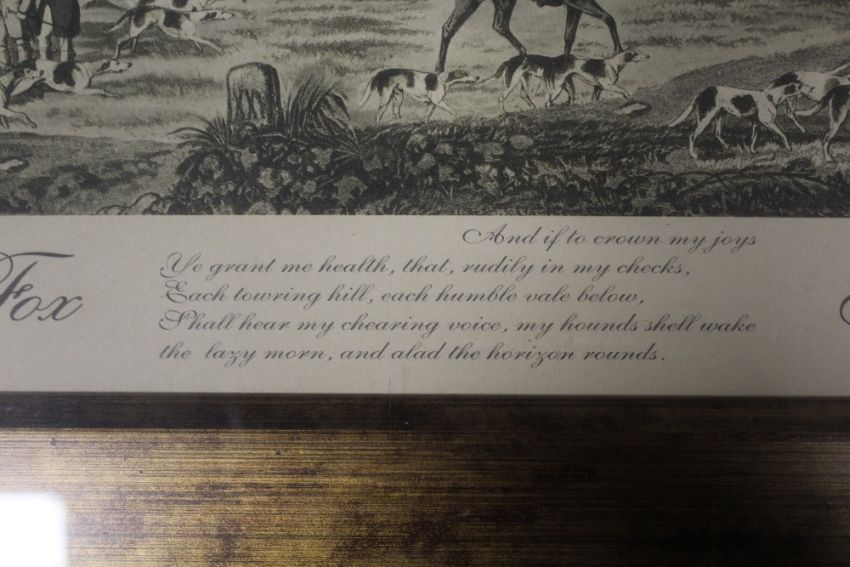 And if to crown my joys
Ye grant me health, that, rudily in my checks,
Fox
Each towring hill, each humble vale below,
Shall hear my chearing voice, my hounds shell wake
the lazy morn, and alad the horizon rounds.